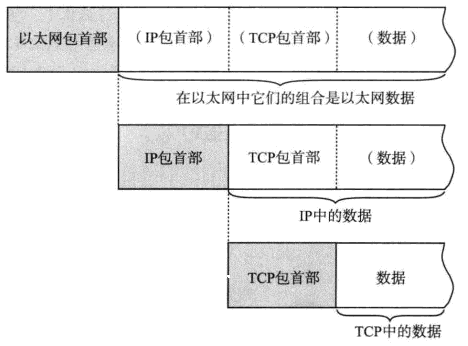 以太网包首部 （IP包首部） （TCP包首部） （数据）
在以太网中它们的组合是以太网数据
IP包首部 TCP包首部 （数据）
IP中的数据
TCP包首部 数据
TCP中的数据